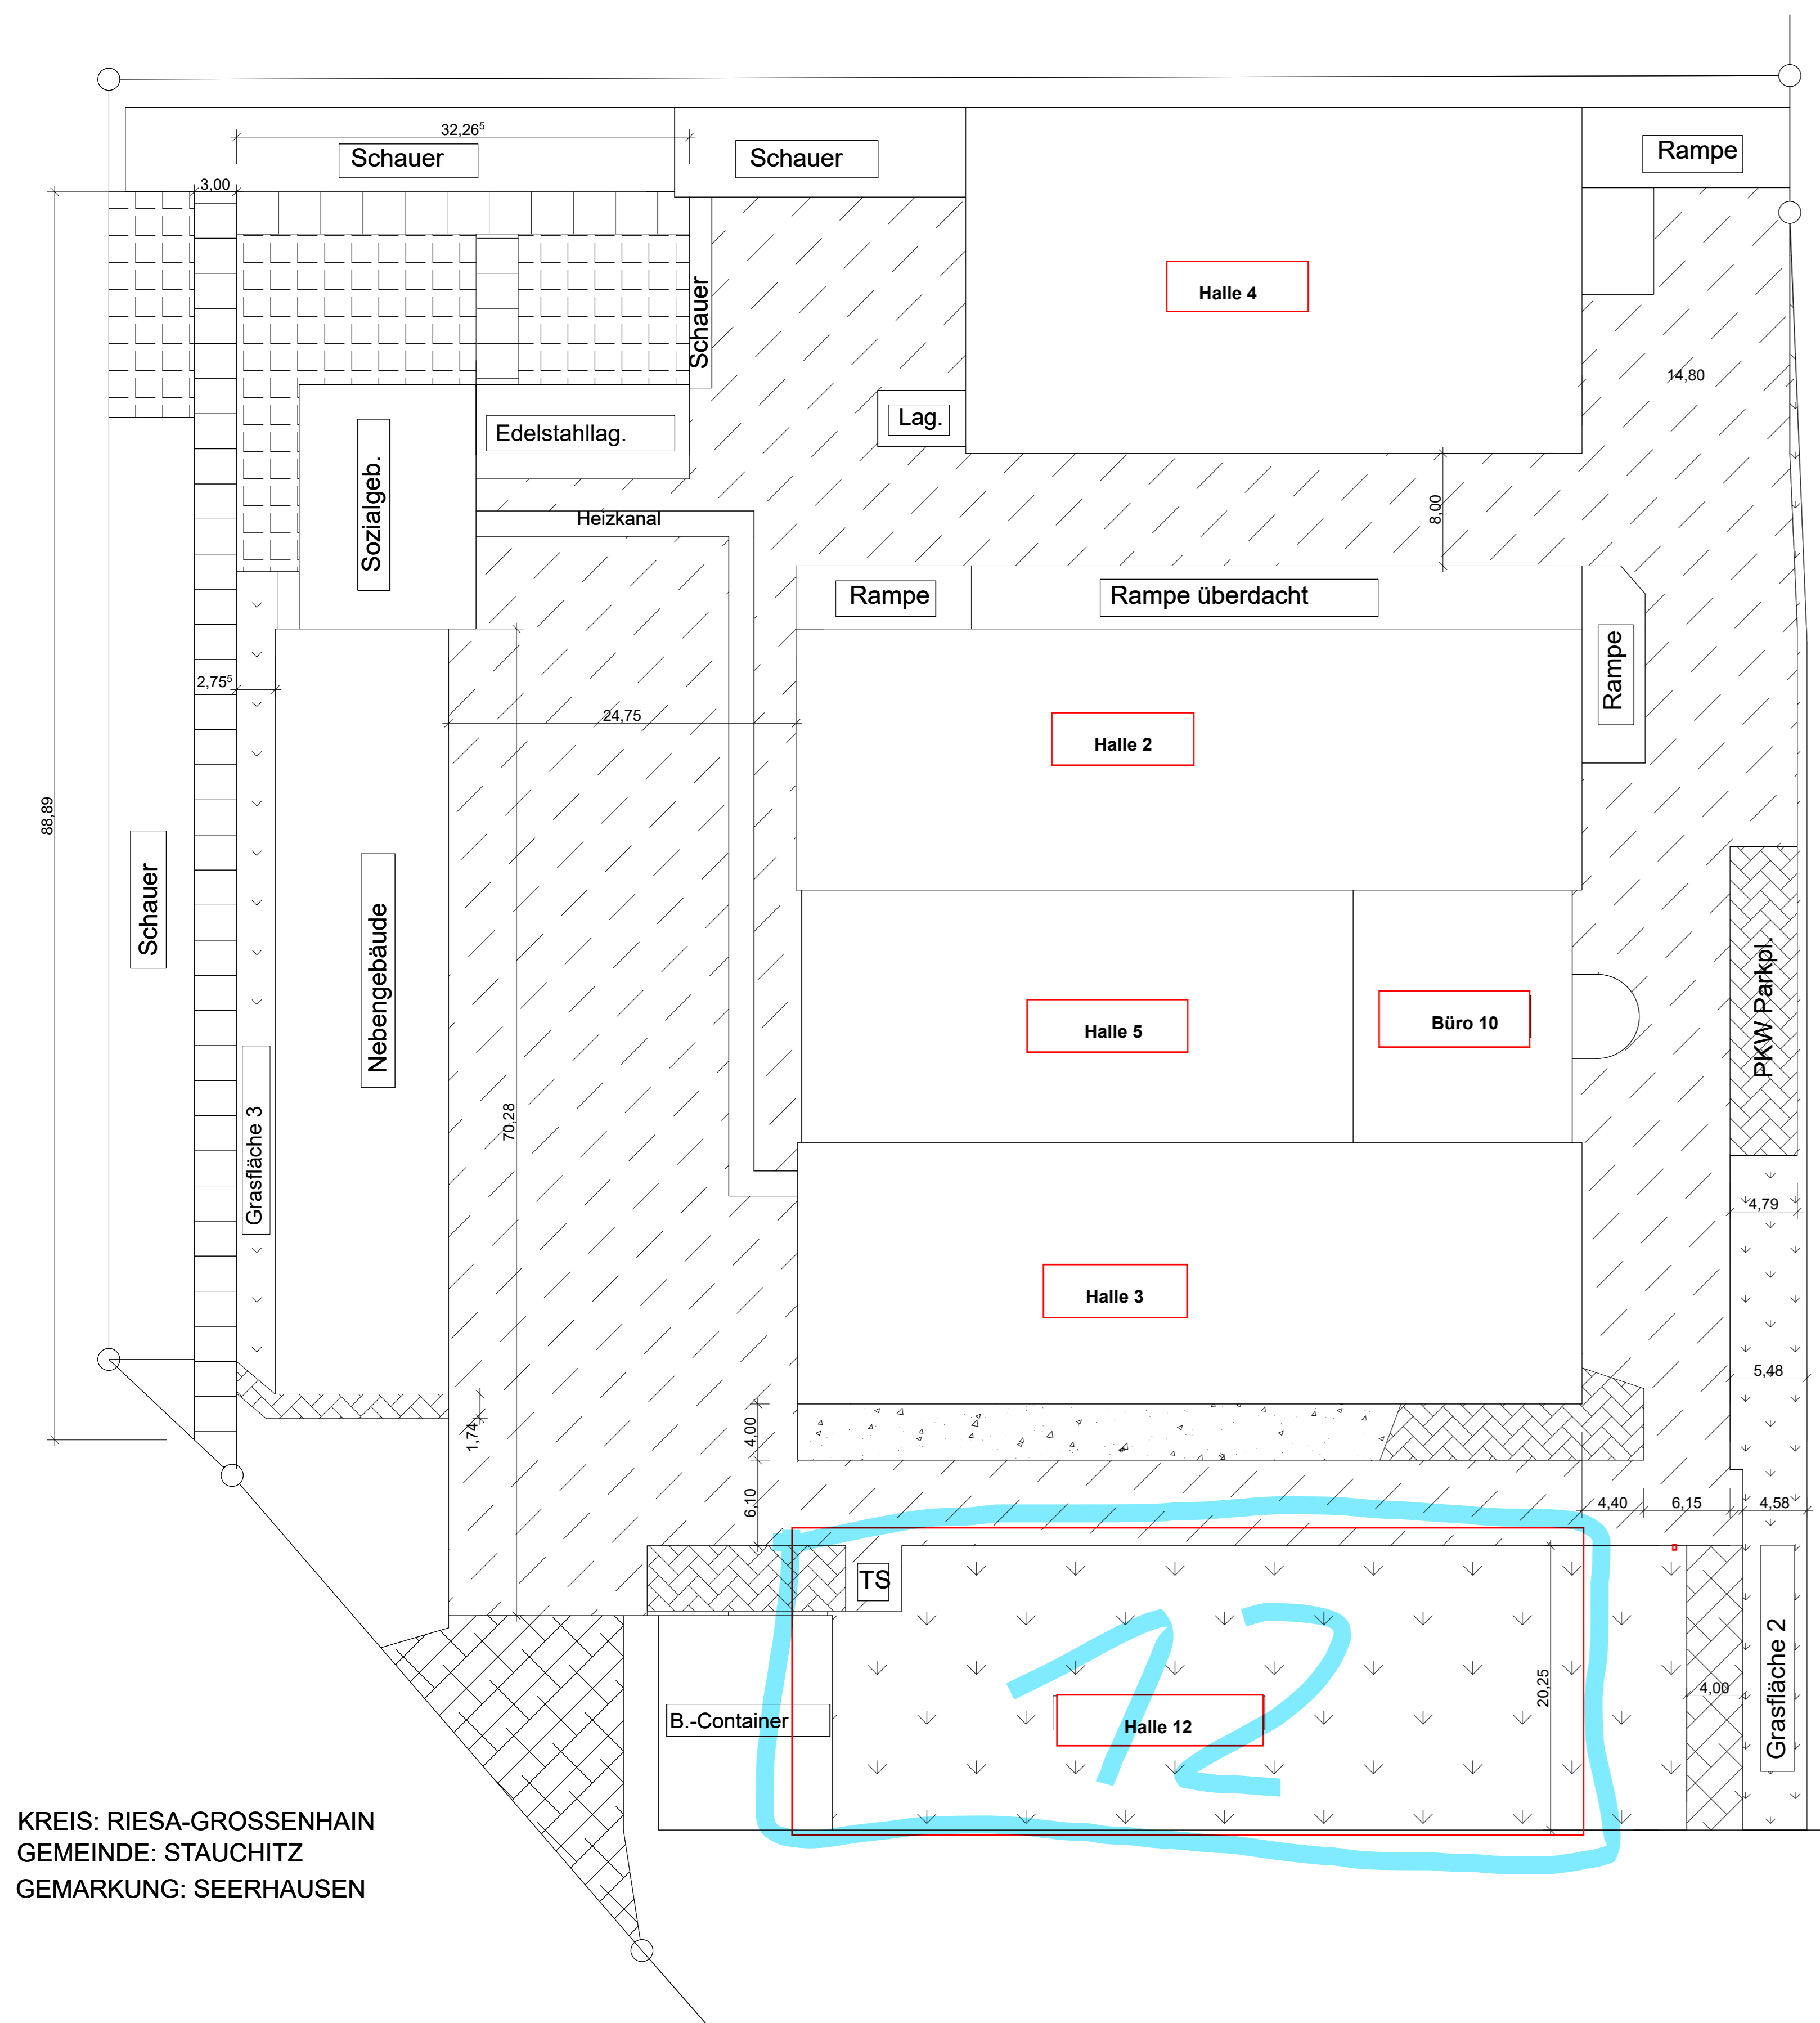 32,26⁵
Schauer
Schauer
Rampe
3,00
Schauer
Halle 4
14,80
Lag.
Edelstahllag.
Sozialgeb.
8,00
Heizkanal
Rampe
Rampe überdacht
Rampe
2,75⁵
24,75
Halle 2
88,89
Schauer
Nebengebäude
PKW Parkpl.
Halle 5
Büro 10
70,28
Grasfläche 3
4,79
Halle 3
5,48
1,74
4,00
6,10
4,40
6,15
4,58
TS
12
20,25
4,00
Grasfläche 2
B.-Container
Halle 12
KREIS: RIESA-GROSSENHAIN
GEMEINDE: STAUCHITZ
GEMARKUNG: SEERHAUSEN